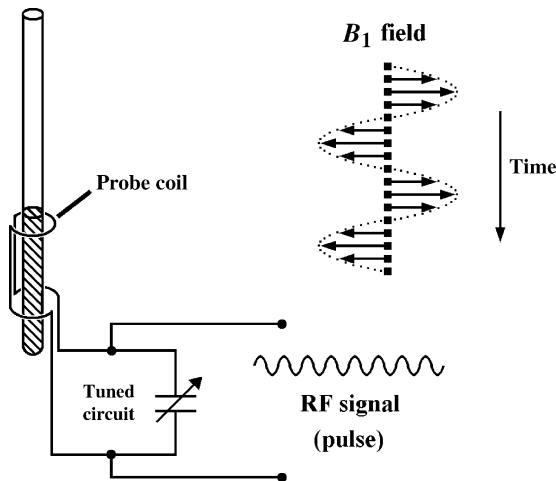 B1 field
Time
Probe coil
Tuned
circuit
RF signal
(pulse)